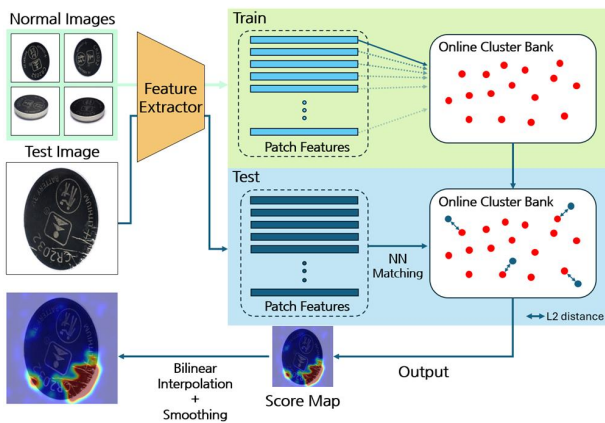 Normal Images
Train
Online Cluster Bank
Feature
Extractor
Patch Features
Test Image
Test
Online Cluster Bank
NN
Matching
CR2032
Patch Features
L2 distance
Bilinear
Interpolation
+
Smoothing
Score Map
Output